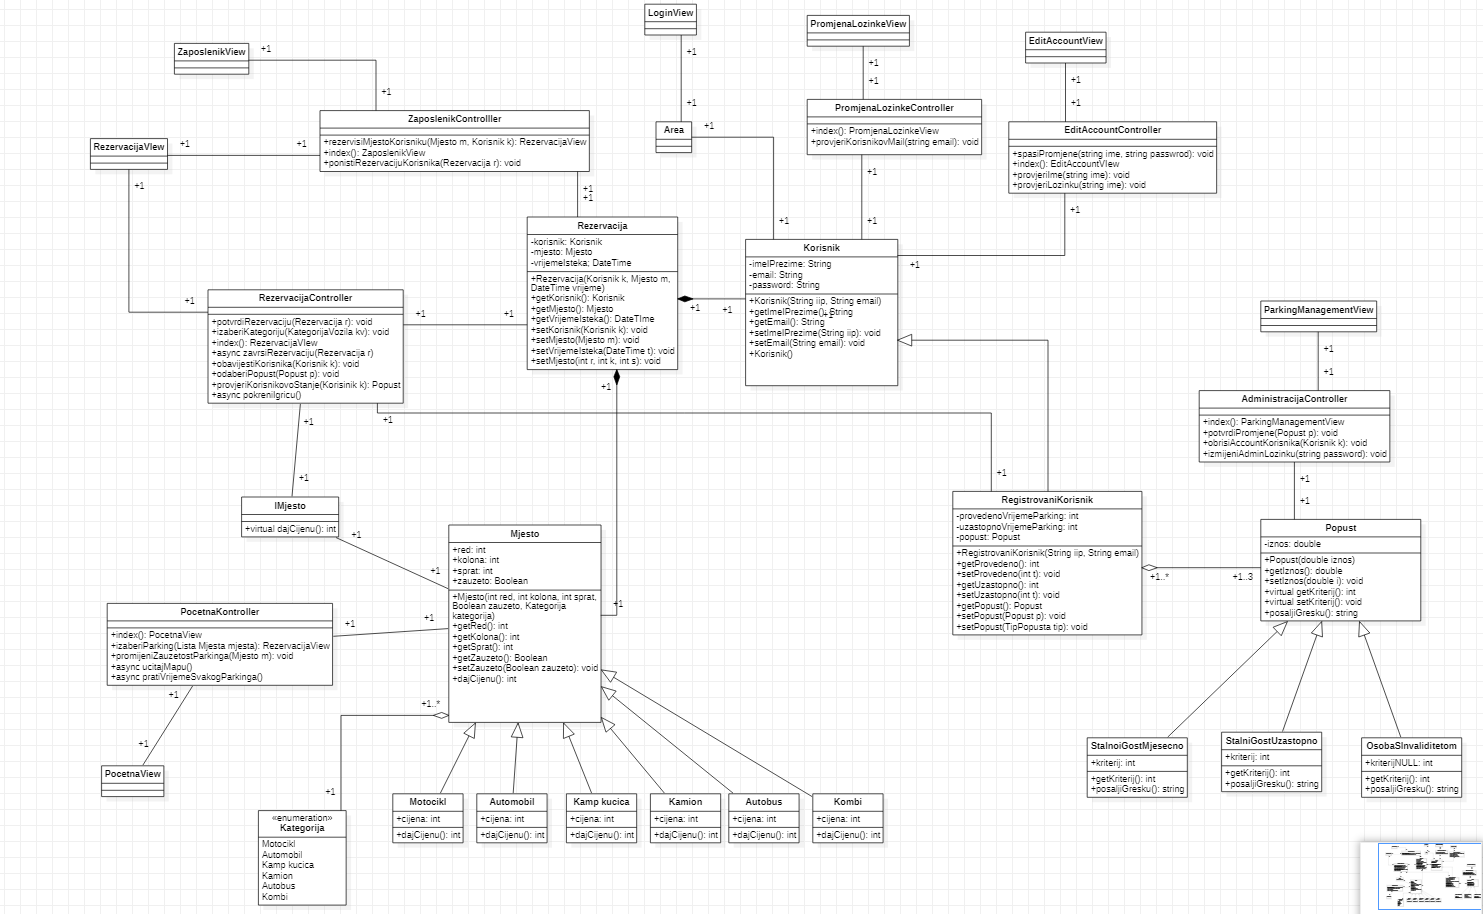 LoginView
+1
+1
PromjenaLozinkeView
+1
+1
EditAccountView
+1
+1
ZaposlenikView
+1
+1
ZaposlenikControlller
+rezervisiMjestoKorisniku(Mjesto m, Korisnik k): RezervacijaView
+index(): ZaposlenikView
+ponistiRezervacijuKorisnika(Rezervacija r): void
+1
+1
RezervacijaVIew
+1
+1
+1
+1
Area
+1
+1
PromjenaLozinkeController
+index(): PromjenaLozinkeView
+provjeriKorisnikovMail(string email): void
+1
+1
EditAccountController
+spasiPromjene(string ime, string passwrod): void
+index(): EditAccountVIew
+provjeriIme(string ime): void
+provjeriLozinku(string ime): void
+1
+1
Rezervacija
-korisnik: Korisnik
-mjesto: Mjesto
-vrijemeIsteka; DateTime
+Rezervacija(Korisnik k, Mjesto m,
DateTime vrijeme)
+getKorisnik(): Korisnik
+getMjesto(): Mjesto
+getVrijemeIsteka(): DateTIme
+setKorisnik(Korisnik k): void
+setMjesto(Mjesto m): void
+setVrijemeIsteka(DateTime t): void
+setMjesto(int r, int k, int s): void
+1
+1
+1
+1
Korisnik
-imeIPrezime: String
-email: String
-password: String
+Korisnik(String iip, String email)
+getImeIPrezime(): String
+getEmail(): String
+setImeIPrezime(String iip): void
+setEmail(String email): void
+Korisnik()
RezervacijaController
+potvrdiRezervaciju(Rezervacija r): void
+izaberiKategoriju(KategorijaVozila kv): void
+index(): RezervacijaVIew
+async zavrsiRezervaciju(Rezervacija r)
+obavijestiKorisnika(Korisnik k): void
+odaberiPopust(Popust p): void
+provjeriKorisnikovoStanje(Korisinik k): Popust
+async pokreniIgricu()
+1
+1
+1
+1
+1
+1
ParkingManagementView
+1
+1
AdministracijaController
+index(): ParkingManagementView
+potvrdiPromjene(Popust p): void
+obrisiAccountKorisnika(Korisnik k): void
+izmijeniAdminLozinku(string password): void
+1
+1
IMjesto
+virtual dajCijenu(): int
+1
+1
Mjesto
+red: int
+kolona: int
+sprat: int
+zauzeto: Boolean
+Mjesto(int red, int kolona, int sprat,
Boolean zauzeto, Kategorija
kategorija)
+getRed(): int
+getKolona(): int
+getSprat(): int
+getZauzeto(): Boolean
+setZauzeto(Boolean zauzeto): void
+dajCijenu(): int
RegistrovaniKorisnik
-provedenoVrijemeParking: int
-uzastopnoVrijemeParking: int
-popust: Popust
+RegistrovaniKorisnik(String iip, String email)
+getProvedeno(): int
+setProvedeno(int t): void
+getUzastopno(): int
+setUzastopno(int t): void
+getPopust(): Popust
+setPopust(Popust p): void
+setPopust(TipPopusta tip): void
+1..*
+1..3
Popust
-iznos: double
+Popust(double iznos)
+getIznos(): double
+setIznos(double i): void
+virtual getKriterij(): int
+virtual setKriterij(): void
+posaljiGresku(): string
PocetnaKontroller
+index(): PocetnaView
+izaberiParking(Lista Mjesta mjesta): RezervacijaView
+promijeniZauzetostParkinga(Mjesto m): void
+async ucitajMapu()
+async pratiVrijemeSvakogParkinga()
+1
+1
+1
+1
PocetnaView
+1..*
+1
«enumeration»
Kategorija
Motocikl
Automobil
Kamp kucica
Kamion
Autobus
Kombi
Motocikl
+cijena: int
+dajCijenu(): int
Automobil
+cijena: int
+dajCijenu(): int
Kamp kucica
+cijena: int
+dajCijenu(): int
Kamion
+cijena: int
+dajCijenu(): int
Autobus
+cijena: int
+dajCijenu(): int
Kombi
+cijena: int
+dajCijenu(): int
StalnoiGostMjesecno
+kriterij: int
+getKriterij(): int
+posaljiGresku(): string
StalniGostUzastopno
+kriterij: int
+getKriterij(): int
+posaljiGresku(): string
OsobaSInvaliditetom
+kriterijNULL: int
+getKriterij(): int
+posaljiGresku(): string